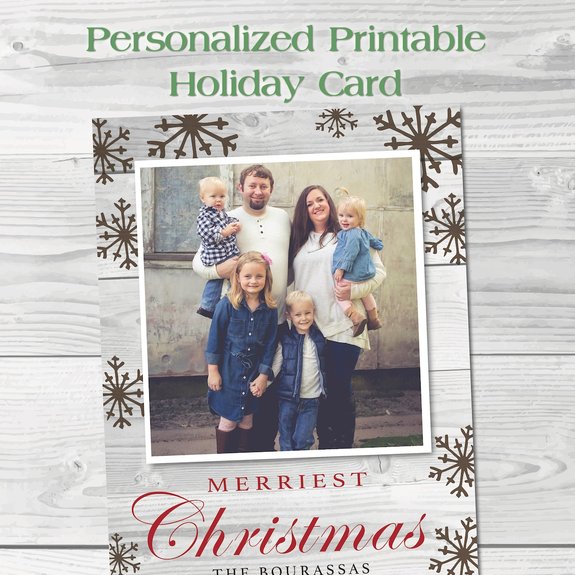 Personalized Printable
Holiday Card
MERRIEST
Christmas
THE BOURASSAS